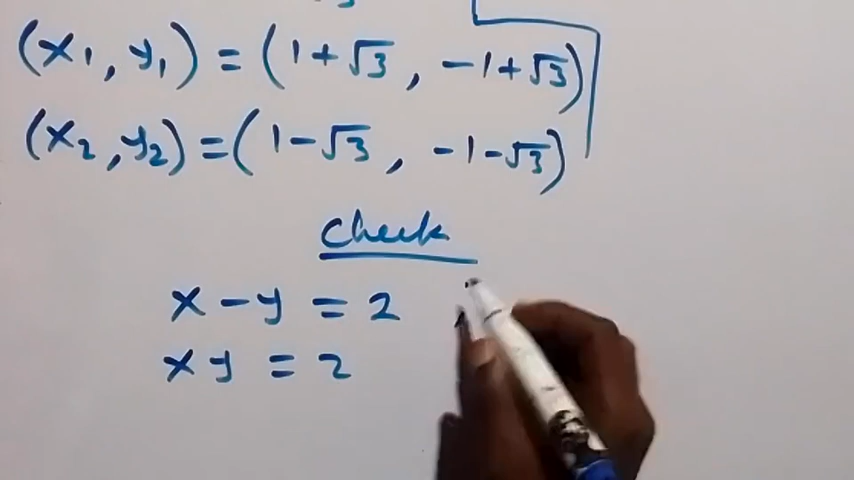 (x₁, y₁) = (1+√3, -1+√3)
(x₂, y₂) = (1-√3, -1-√3)
Check
x - y = 2
xy = 2